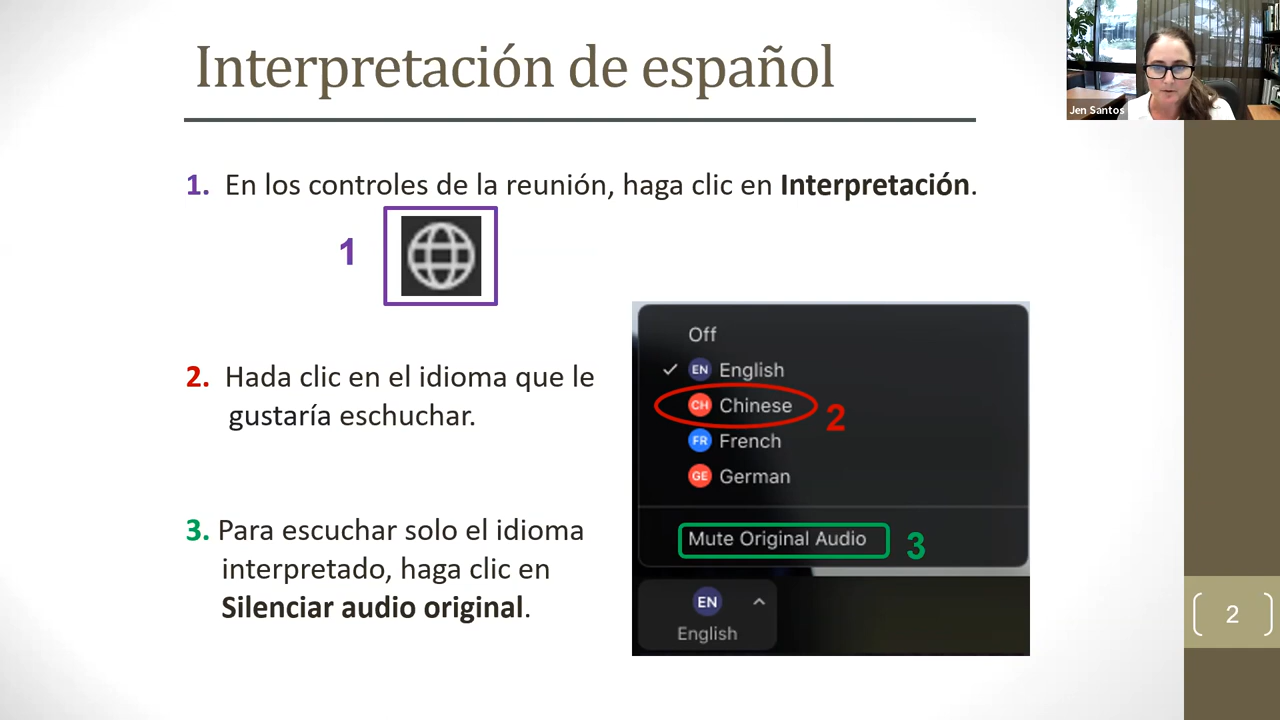 Interpretación de español
Jen Santos
1. En los controles de la reunión, haga clic en Interpretación.
1
2. Hada clic en el idioma que le
gustaría eschuchar.
3. Para escuchar solo el idioma
interpretado, haga clic en
Silenciar audio original.
Off
EN English
CH Chinese
2
FR French
GE German
Mute Original Audio
3
EN
English
2